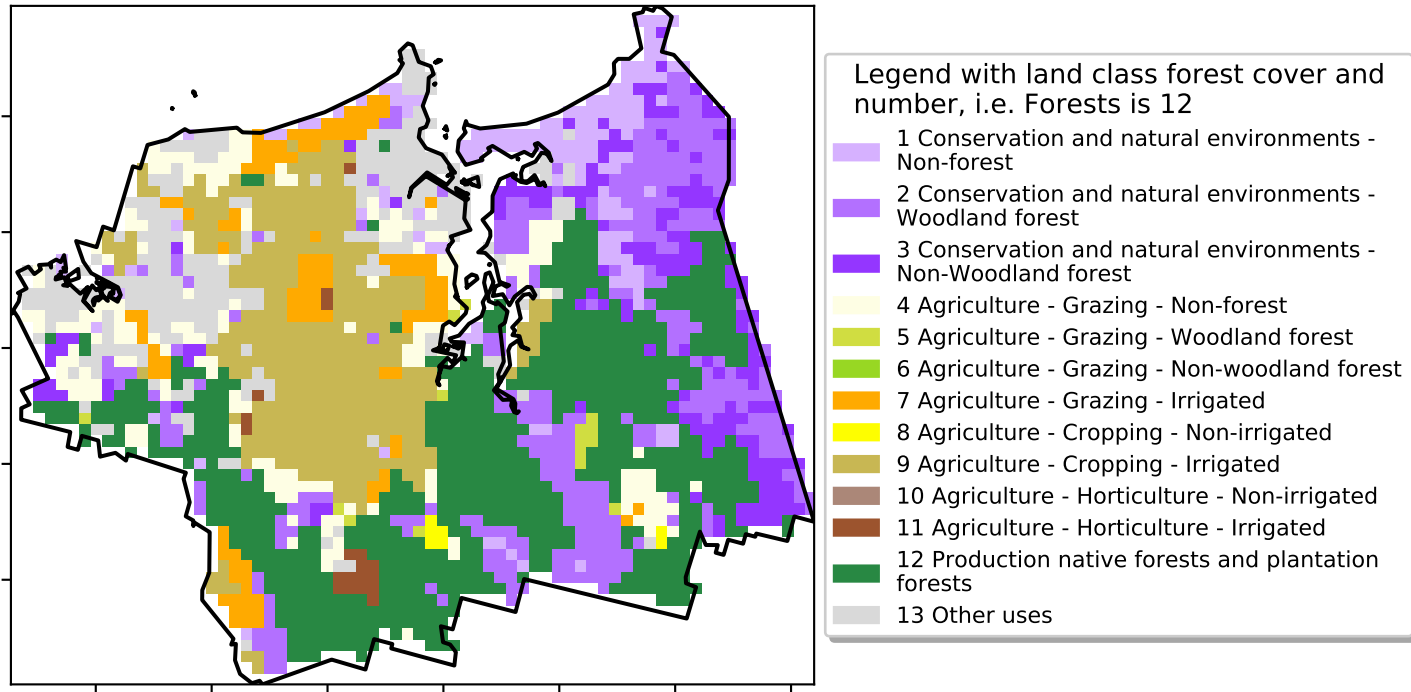 Legend with land class forest cover and
number, i.e. Forests is 12
1 Conservation and natural environments -
Non-forest
2 Conservation and natural environments -
Woodland forest
3 Conservation and natural environments -
Non-Woodland forest
4 Agriculture - Grazing - Non-forest
5 Agriculture - Grazing - Woodland forest
6 Agriculture - Grazing - Non-woodland forest
7 Agriculture - Grazing - Irrigated
8 Agriculture - Cropping - Non-irrigated
9 Agriculture - Cropping - Irrigated
10 Agriculture - Horticulture - Non-irrigated
11 Agriculture - Horticulture - Irrigated
12 Production native forests and plantation
forests
13 Other uses